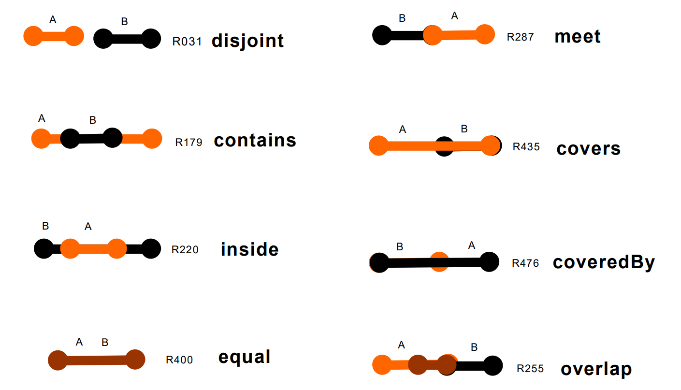 A B R031 disjoint
B A R287 meet
A B R179 contains
A B R435 covers
B A R220 inside
B A R476 coveredBy
A B R400 equal
A B R255 overlap